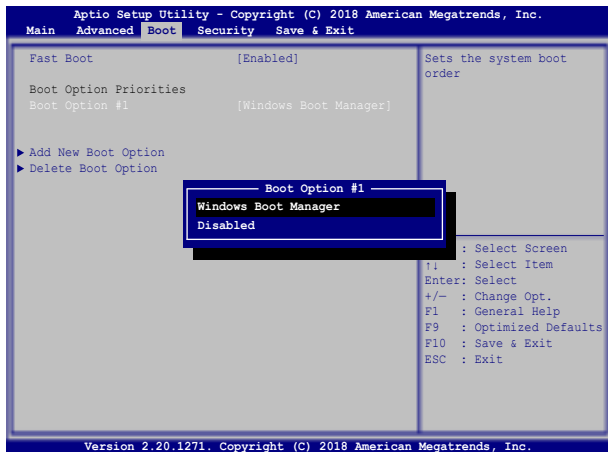 Aptio Setup Utility - Copyright (C) 2018 American Megatrends, Inc.
Main Advanced Boot Security Save & Exit
Fast Boot [Enabled]
Boot Option Priorities
Boot Option #1 [Windows Boot Manager]
▶ Add New Boot Option
▶ Delete Boot Option
Boot Option #1
Windows Boot Manager
Disabled
Sets the system boot
order
: Select Screen
↑↓ : Select Item
Enter: Select
+/— : Change Opt.
F1 : General Help
F9 : Optimized Defaults
F10 : Save & Exit
ESC : Exit
Version 2.20.1271. Copyright (C) 2018 American Megatrends, Inc.